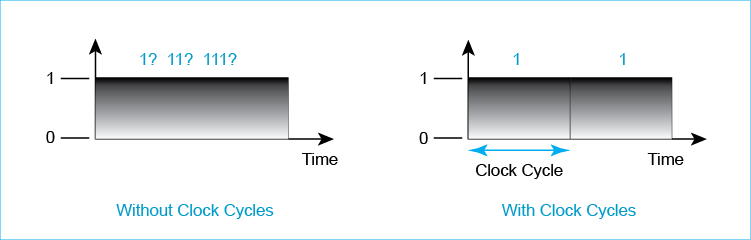 1? 11? 111?
1
0
Time
Without Clock Cycles
1 1
1
0
Clock Cycle
Time
With Clock Cycles